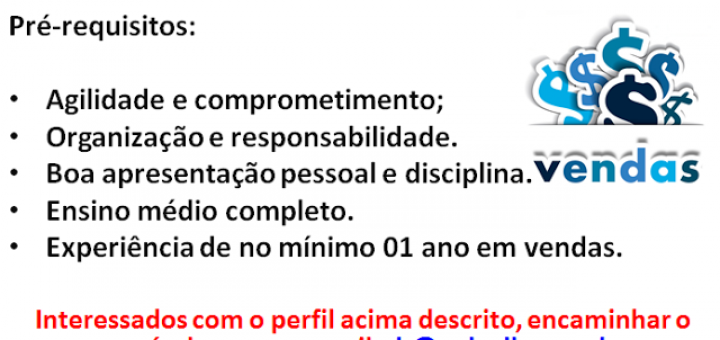 Pré-requisitos:
• Agilidade e comprometimento;
• Organização e responsabilidade.
• Boa apresentação pessoal e disciplina.
vendas
• Ensino médio completo.
• Experiência de no mínimo 01 ano em vendas.
Interessados com o perfil acima descrito, encaminhar o